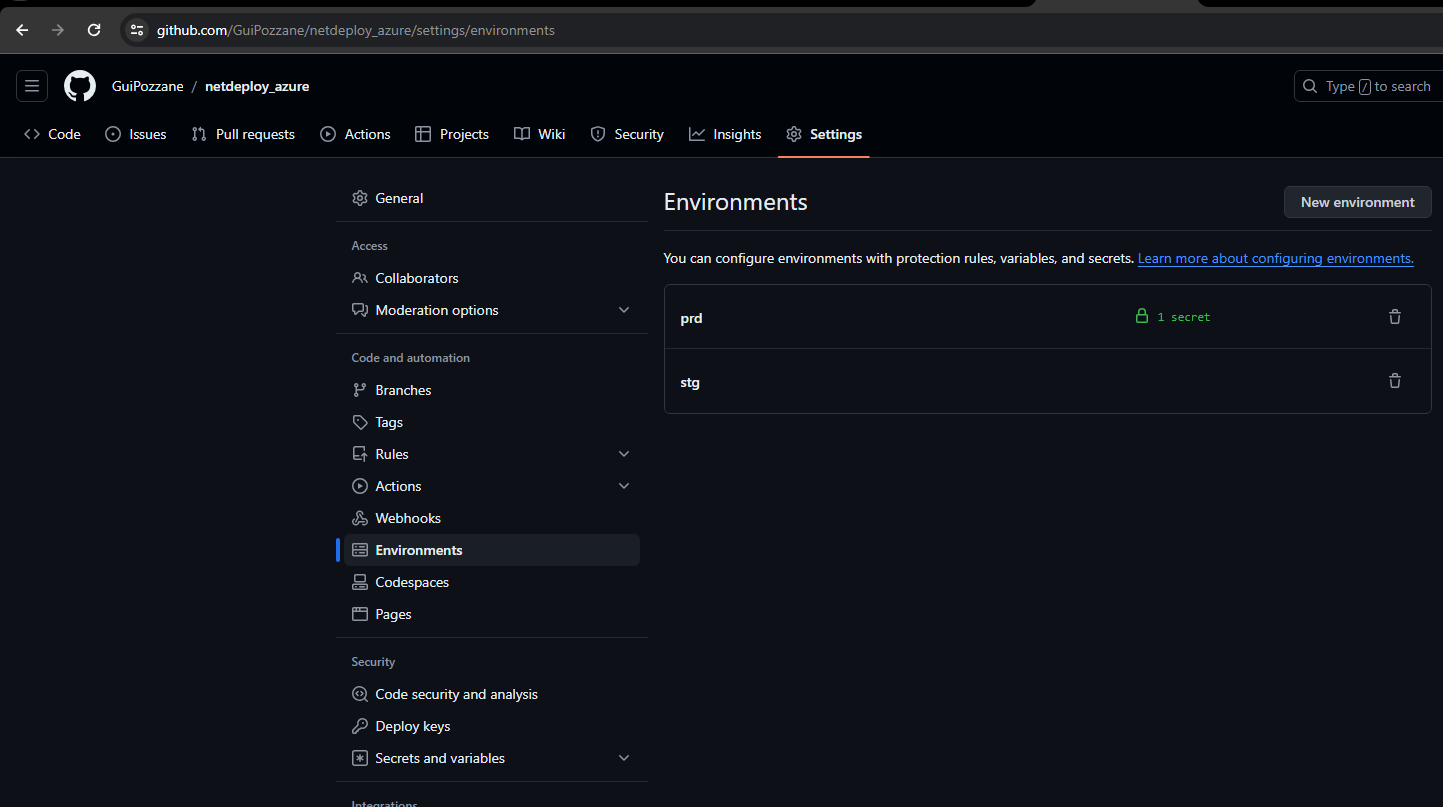 github.com/GuiPozzane/netdeploy_azure/settings/environments
GuiPozzane / netdeploy_azure
Type / to search
Code Issues Pull requests Actions Projects Wiki Security Insights Settings
General
Access
Collaborators
Moderation options
Code and automation
Branches
Tags
Rules
Actions
Webhooks
Environments
Codespaces
Pages
Security
Code security and analysis
Deploy keys
Secrets and variables
Integrations
Environments
New environment
You can configure environments with protection rules, variables, and secrets. Learn more about configuring environments.
prd
1 secret
stg